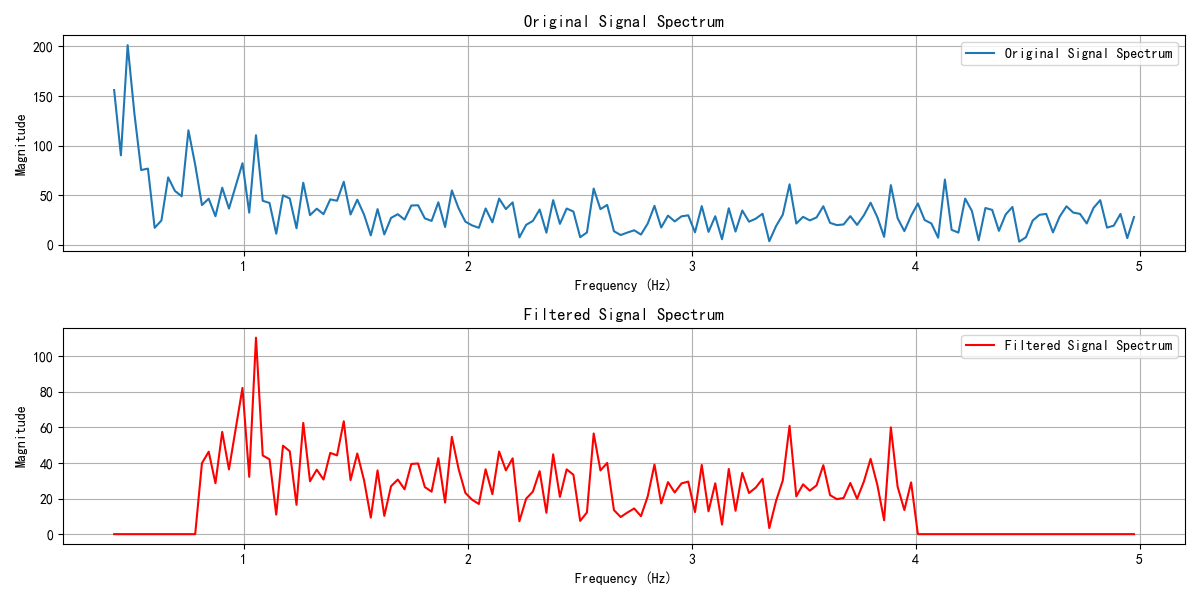 Original Signal Spectrum
200
150
100
50
0
Magnitude
Original Signal Spectrum
1 2 3 4 5
Frequency (Hz)
Filtered Signal Spectrum
100
80
60
40
20
0
Magnitude
Filtered Signal Spectrum
1 2 3 4 5
Frequency (Hz)